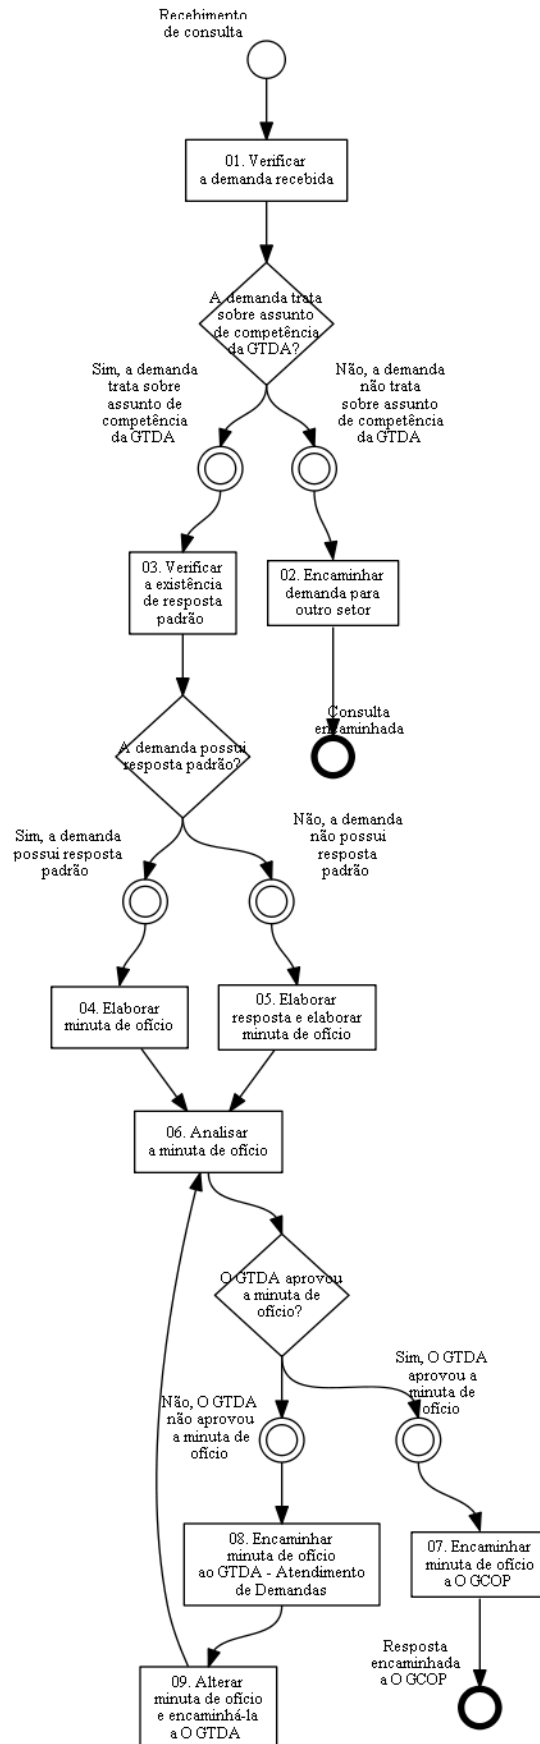 Recebimento
de consulta
01. Verificar
a demanda recebida
A demanda trata
sobre assunto
de competência
da GTDA?
Sim, a demanda
trata sobre
assunto de
competência
da GTDA
Não, a demanda
não trata
sobre assunto
de competência
da GTDA
03. Verificar
a existência
de resposta
padrão
02. Encaminhar
demanda para
outro setor
Consulta
encaminhada
A demanda possui
resposta padrão?
Sim, a demanda
possui resposta
padrão
Não, a demanda
não possui
resposta
padrão
04. Elaborar
minuta de ofício
05. Elaborar
resposta e elaborar
minuta de ofício
06. Analisar
a minuta de ofício
O GTDA aprovou
a minuta de
ofício?
Não, O GTDA
não aprovou
a minuta de
ofício
Sim, O GTDA
aprovou a
minuta de
ofício
08. Encaminhar
minuta de ofício
ao GTDA - Atendimento
de Demandas
07. Encaminhar
minuta de ofício
a O GCOP
Resposta
encaminhada
a O GCOP
09. Alterar
minuta de ofício
e encaminhá-la
a O GTDA